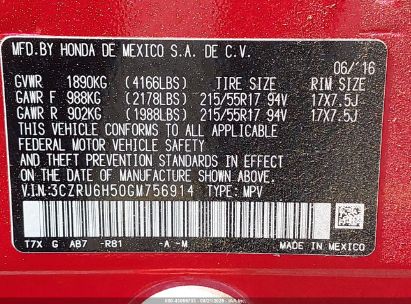 MFD.BY HONDA DE MEXICO S.A. DE C.V.
06/'16
GVWR 1890KG (4166LBS) TIRE SIZE RIM SIZE
GAWR F 988KG (2178LBS) 215/55R17 94V 17X7.5J
GAWR R 902KG (1988LBS) 215/55R17 94V 17X7.5J
THIS VEHICLE CONFORMS TO ALL APPLICABLE
FEDERAL MOTOR VEHICLE SAFETY
AND THEFT PREVENTION STANDARDS IN EFFECT
ON THE DATE OF MANUFACTURE SHOWN ABOVE.
V.I.N:3CZRU6H50GM756914 TYPE: MPV
T7X G AB7 -RB1 -A -M MADE IN MEXICO